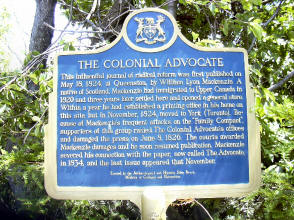 THE COLONIAL ADVOCATE
This influential journal of radical reform was first published on
May 18, 1824, at Queenston, by William Lyon Mackenzie. A
native of Scotland, Mackenzie had immigrated to Upper Canada in
1820 and three years later settled here and opened a general store.
Within a year he had established a printing office in his home on
this site but in November, 1824, moved to York (Toronto). Be-
cause of Mackenzie's frequent attacks on the "Family Compact",
supporters of this group raided The Colonial Advocate's offices
and damaged the press on June 8, 1826. The courts awarded
Mackenzie damages and he soon resumed publication. Mackenzie
severed his connection with the paper, now called The Advocate,
in 1834, and the last issue appeared that November.